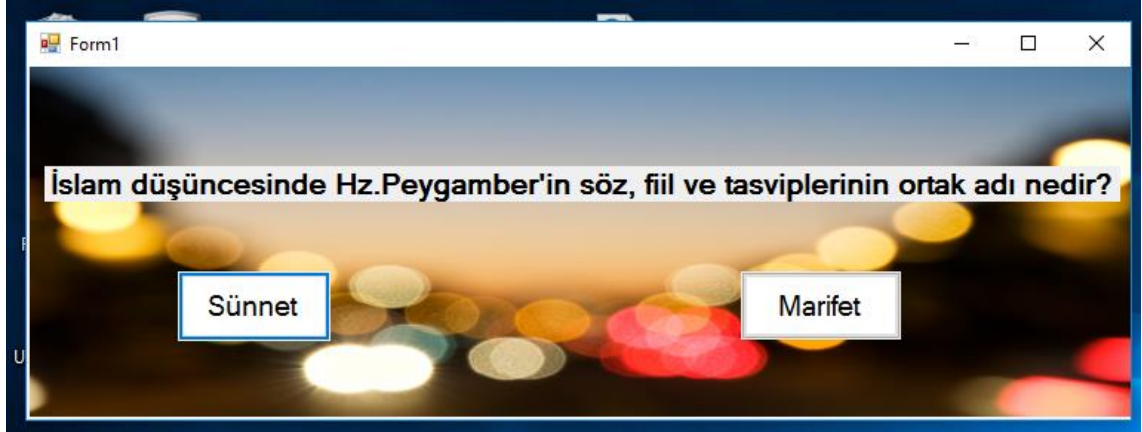 Form1
İslam düşüncesinde Hz.Peygamber'in söz, fiil ve tasviplerinin ortak adı nedir?
Sünnet
Marifet